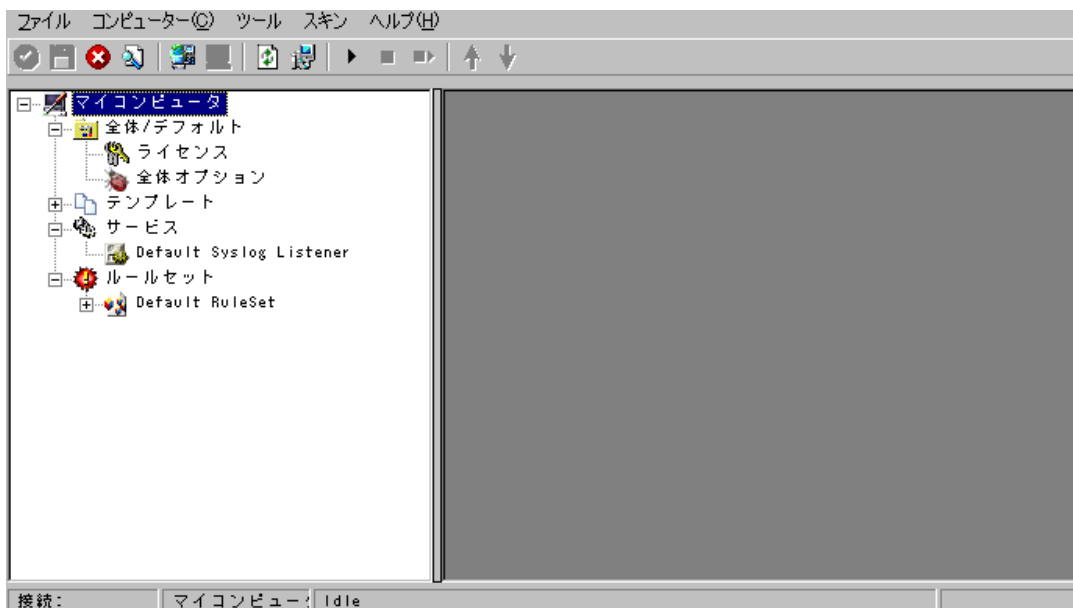 ファイル コンピューター(C) ツール スキン ヘルプ(H)
マイコンピュータ
全体/デフォルト
ライセンス
全体オプション
テンプレート
サービス
Default Syslog Listener
ルールセット
Default RuleSet
接続: マイコンピュー Idle